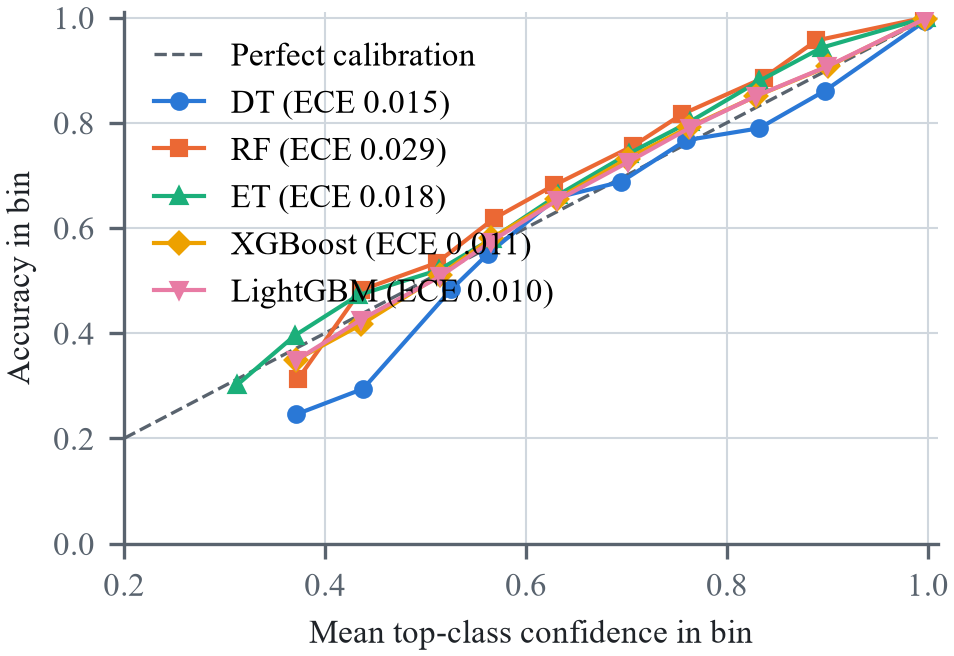 1.0
0.8
0.6
0.4
0.2
0.0
Accuracy in bin
Perfect calibration
DT (ECE 0.015)
RF (ECE 0.029)
ET (ECE 0.018)
XGBoost (ECE 0.011)
LightGBM (ECE 0.010)
0.2 0.4 0.6 0.8 1.0
Mean top-class confidence in bin